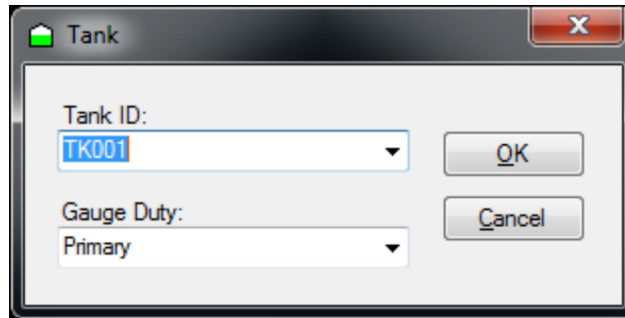 Tank
Tank ID:
TK001
OK
Gauge Duty:
Cancel
Primary